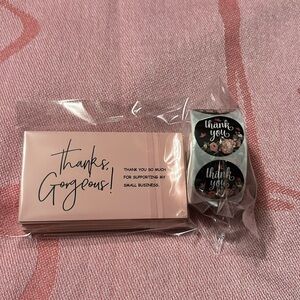 Thanks,
Gorgeous!
THANK YOU SO MUCH
FOR SUPPORTING MY
SMALL BUSINESS.
thank
you
thank
you